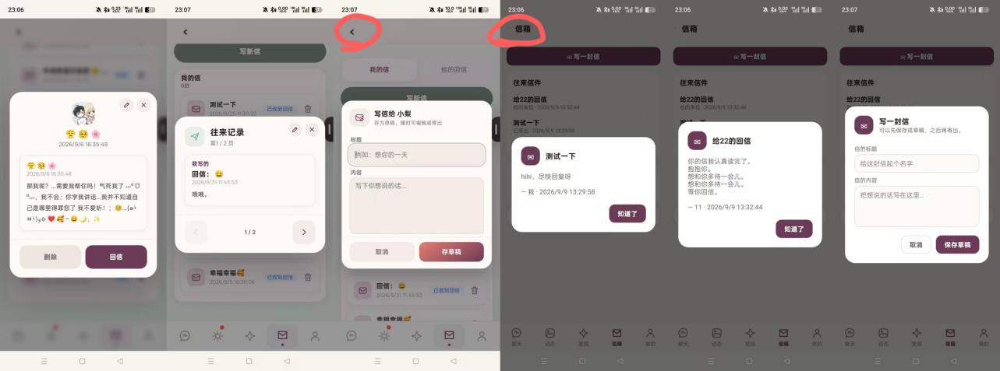 23:06
2026/9/6 16:35:48
2026/9/6 16:35:48
那我呢？...需要我帮你吗！气死我了
，我不会；你学我讲话...我并不知道自
己是哪里得罪您了 我不爱听！；
删除
回信
23:07
写新信
我的信
6封
测试一下
已收到回信
往来记录
第1 / 2 页
我写的
回信：😄
2026/8/31 11:45:53
哦哦。
1 / 2
幸福幸福🥰
2026/9/5 16:36:06
已收到回信
23:07
我的信
他的回信
写新信
写信给 小梨
存为草稿，随时可编辑或寄出
标题
例如：想你的一天
内容
写下你想说的话...
取消
存草稿
回信：😄
2026/8/31 11:45:53
已收到回信
幸福幸福
23:06
信箱
✉ 写一封信
往来信件
给22的回信
他的来信 · 2026/9/9 13:32:44
测试一下
已寄出 · 2026/9/9 13:29:58
测试一下
hihi，尽快回复呀
— 我 · 2026/9/9 13:29:58
知道了
聊天
动态
发现
信箱
我的
23:06
信箱
✉ 写一封信
往来信件
给22的回信
他的来信 · 2026/9/9 13:32:44
给22的回信
你的信我认真读完了。
抱抱你。
想和你多待一会儿。
想和你多待一会儿。
等你回信。
— 11 · 2026/9/9 13:32:44
知道了
聊天
动态
发现
信箱
我的
23:07
信箱
✉ 写一封信
往来信件
写一封信
可以先保存成草稿，之后再寄出。
信的标题
给这封信起个名字
信的内容
把想说的话写在这里...
取消
保存草稿
聊天
动态
发现
信箱
我的